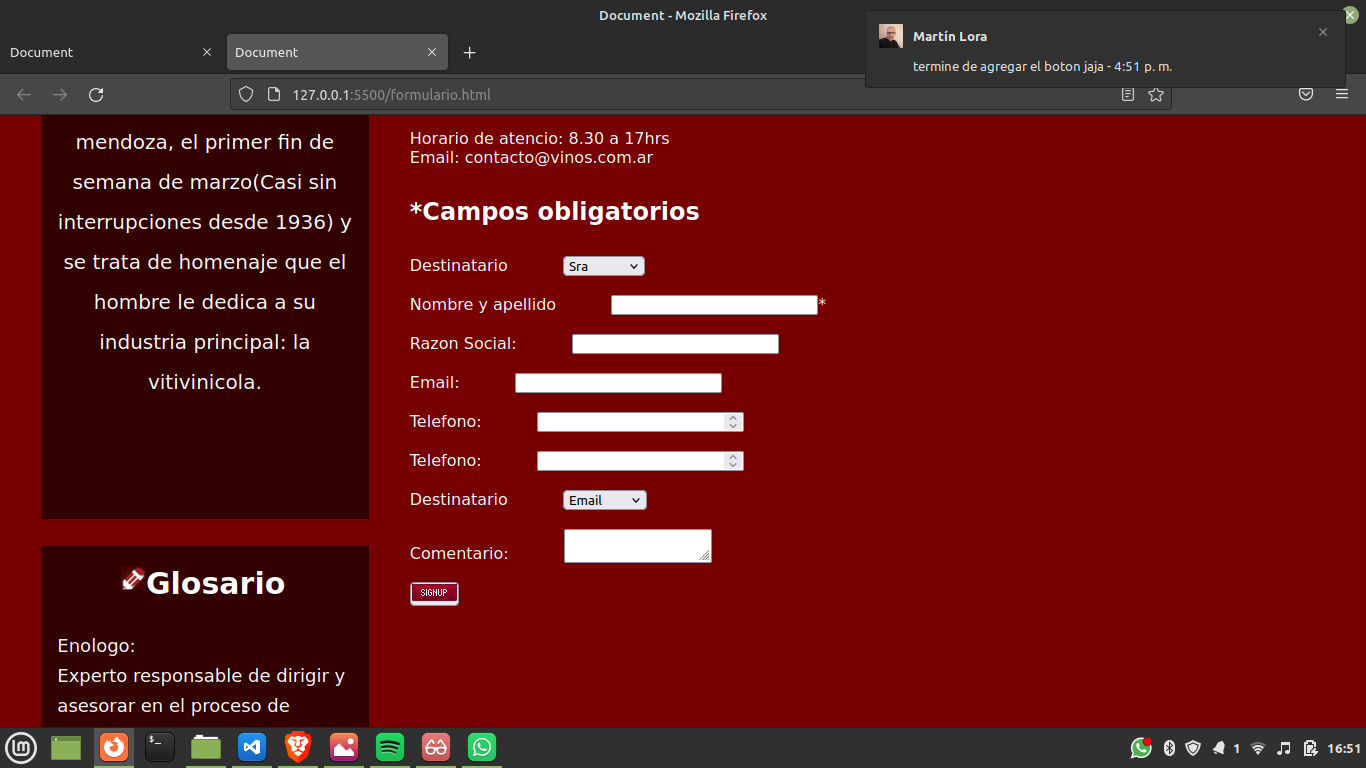 Document - Mozilla Firefox
Document
Document
Martín Lora
termine de agregar el boton jaja - 4:51 p. m.
127.0.0.1:5500/formulario.html
mendoza, el primer fin de
semana de marzo(Casi sin
interrupciones desde 1936) y
se trata de homenaje que el
hombre le dedica a su
industria principal: la
vitivinicola.
Glosario
Enologo:
Experto responsable de dirigir y
asesorar en el proceso de
Horario de atencio: 8.30 a 17hrs
Email: contacto@vinos.com.ar
*Campos obligatorios
Destinatario Sra
Nombre y apellido *
Razon Social:
Email:
Telefono:
Telefono:
Destinatario Email
Comentario:
SIGNUP
1 16:51